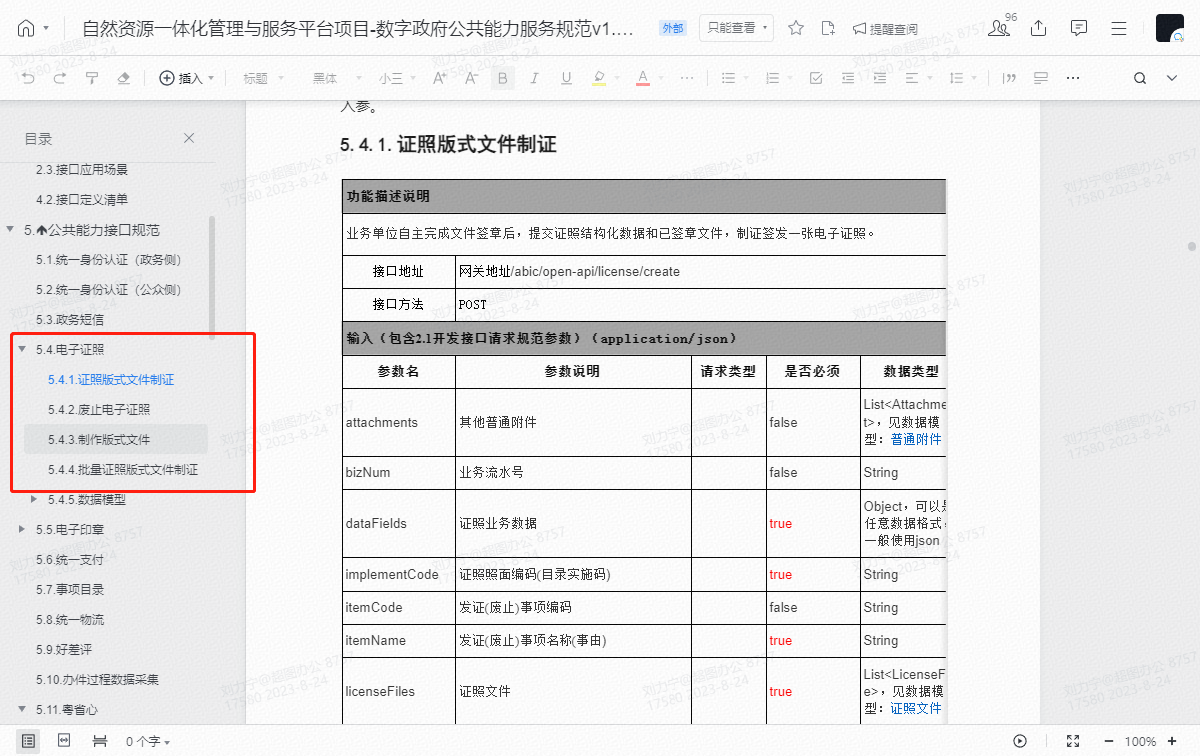 自然资源一体化管理与服务平台项目-数字政府公共能力服务规范v1....
外部
只能查看
提醒查阅
96
插入
标题
黑体
小三
A+
A-
B
I
U
A
目录
2.3.接口应用场景
4.2.接口定义清单
5.公共能力接口规范
5.1.统一身份认证（政务侧）
5.2.统一身份认证（公众侧）
5.3.政务短信
5.4.电子证照
5.4.1.证照版式文件制证
5.4.2.废止电子证照
5.4.3.制作版式文件
5.4.4.批量证照版式文件制证
5.4.5.数据模型
5.5.电子印章
5.6.统一支付
5.7.事项目录
5.8.统一物流
5.9.好差评
5.10.办件过程数据采集
5.11.粤省心
入参。
5.4.1. 证照版式文件制证
功能描述说明
业务单位自主完成文件签章后，提交证照结构化数据和已签章文件，制证签发一张电子证照。
接口地址 网关地址/abic/open-api/license/create
接口方法 POST
输入（包含2.1开发接口请求规范参数）（application/json）
参数名 参数说明 请求类型 是否必须 数据类型
attachments 其他普通附件 false List<Attachme
t>，见数据模
型：普通附件
bizNum 业务流水号 false String
dataFields 证照业务数据 true Object，可以是
任意数据格式，
一般使用json
implementCode 证照照面编码(目录实施码) true String
itemCode 发证(废止)事项编码 false String
itemName 发证(废止)事项名称(事由) true String
licenseFiles 证照文件 true List<LicenseF
e>，见数据模
型：证照文件
0 个字
100%
刘力宁@超图办公 8757
17580 2023-8-24